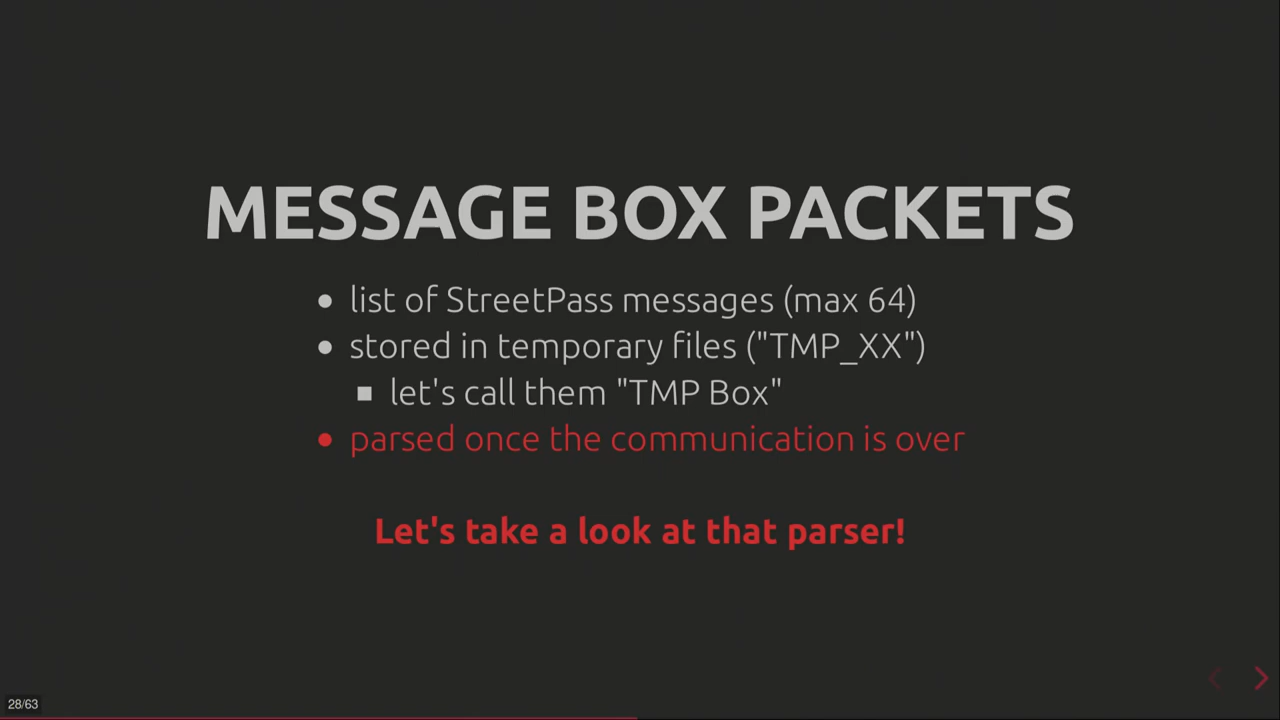 MESSAGE BOX PACKETS
list of StreetPass messages (max 64)
stored in temporary files ("TMP_XX")
let's call them "TMP Box"
parsed once the communication is over
Let's take a look at that parser!
28/63